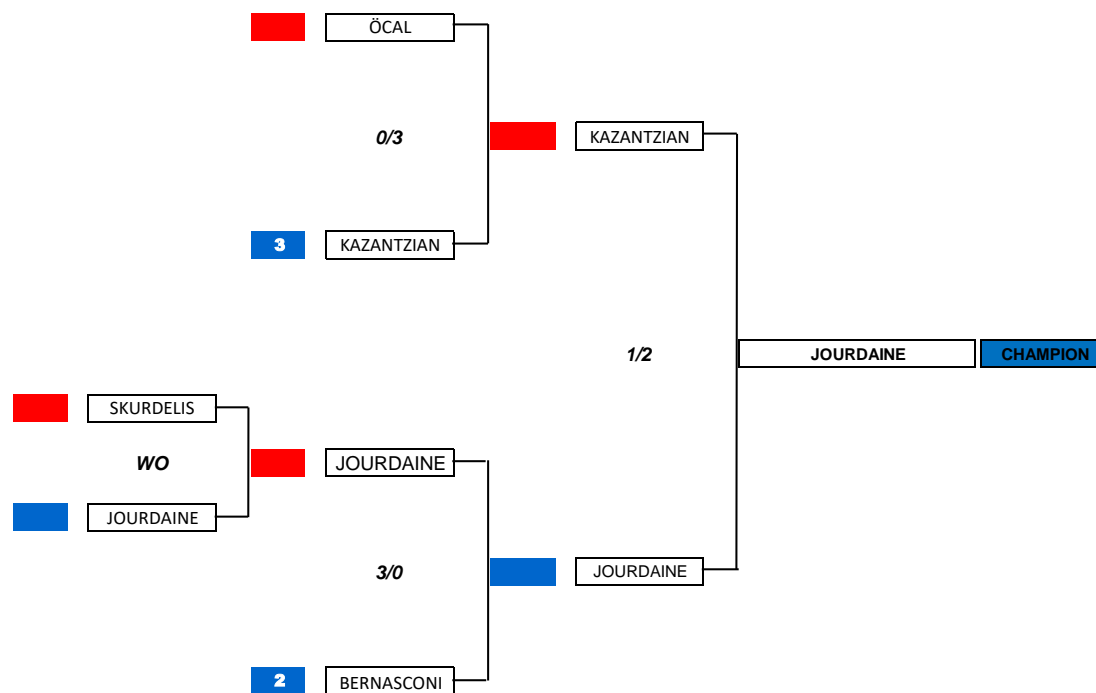 ÖCAL
0/3
KAZANTZIAN
3 KAZANTZIAN
1/2
JOURDAINE CHAMPION
SKURDELIS
WO
JOURDAINE
JOURDAINE
3/0
JOURDAINE
2 BERNASCONI